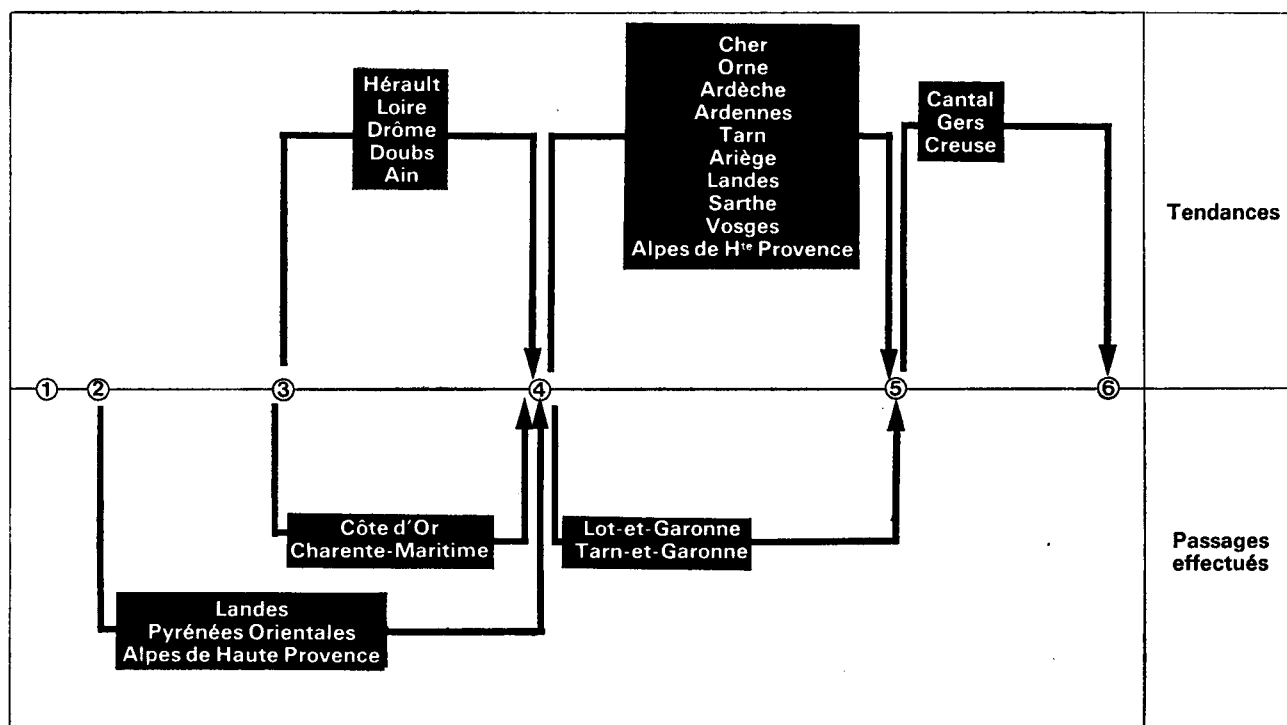 Hérault
Loire
Drôme
Doubs
Ain
Cher
Orne
Ardèche
Ardennes
Tarn
Ariège
Landes
Sarthe
Vosges
Alpes de Hte Provence
Cantal
Gers
Creuse
Tendances
1 2 3 4 5 6
Côte d'Or
Charente-Maritime
Lot-et-Garonne
Tarn-et-Garonne
Landes
Pyrénées Orientales
Alpes de Haute Provence
Passages
effectués